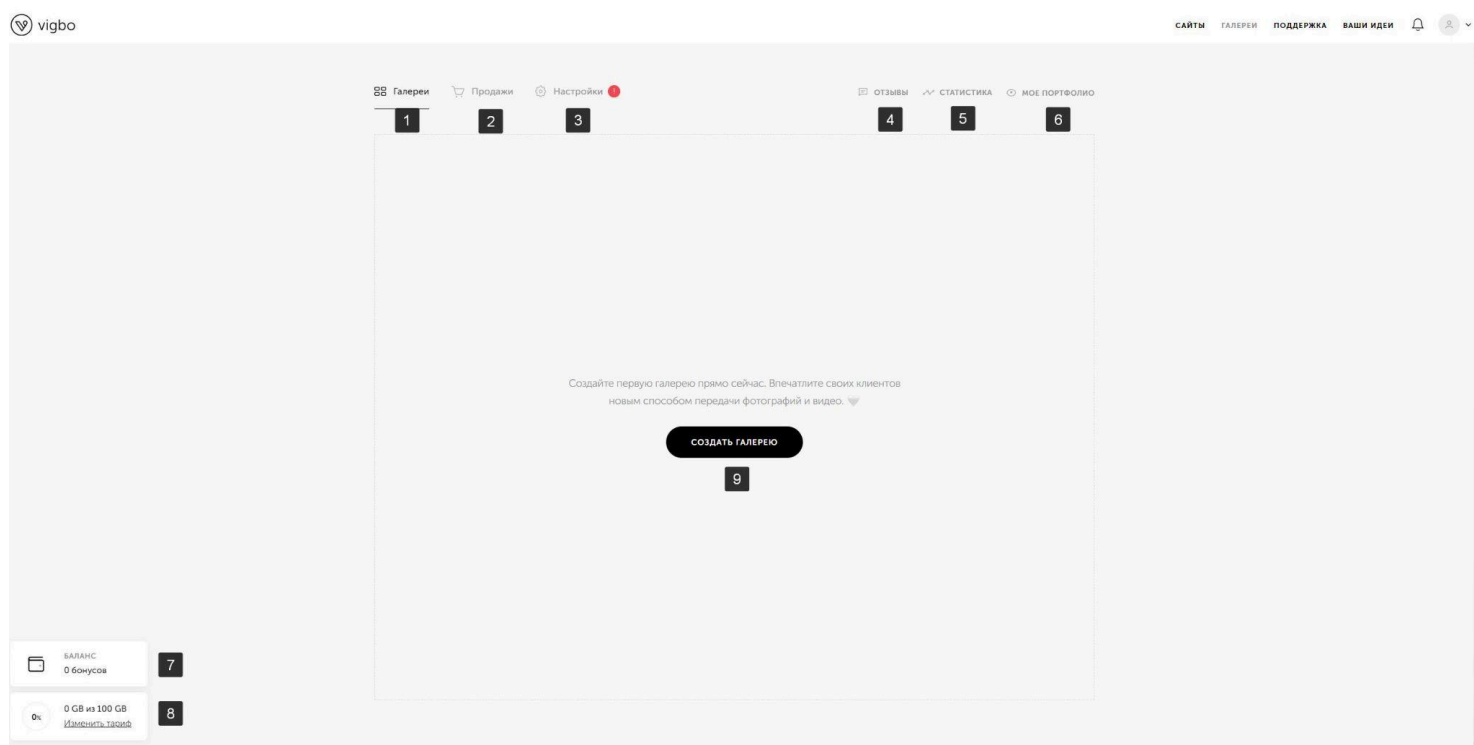 vigbo
САЙТЫ ГАЛЕРЕИ ПОДДЕРЖКА ВАШИ ИДЕИ
Галереи Продажи Настройки ! ОТЗЫВЫ СТАТИСТИКА МОЕ ПОРТФОЛИО
1 2 3 4 5 6
Создайте первую галерею прямо сейчас. Впечатлите своих клиентов
новым способом передачи фотографий и видео.
СОЗДАТЬ ГАЛЕРЕЮ
9
БАЛАНС
0 бонусов
7
0% 0 GB из 100 GB
Изменить тариф
8